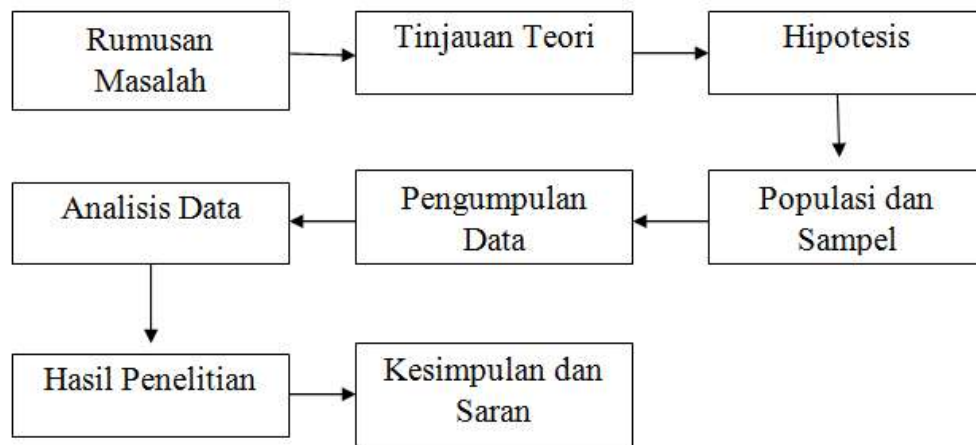 Rumusan
Masalah
Tinjauan Teori
Hipotesis
Populasi dan
Sampel
Pengumpulan
Data
Analisis Data
Hasil Penelitian
Kesimpulan dan
Saran